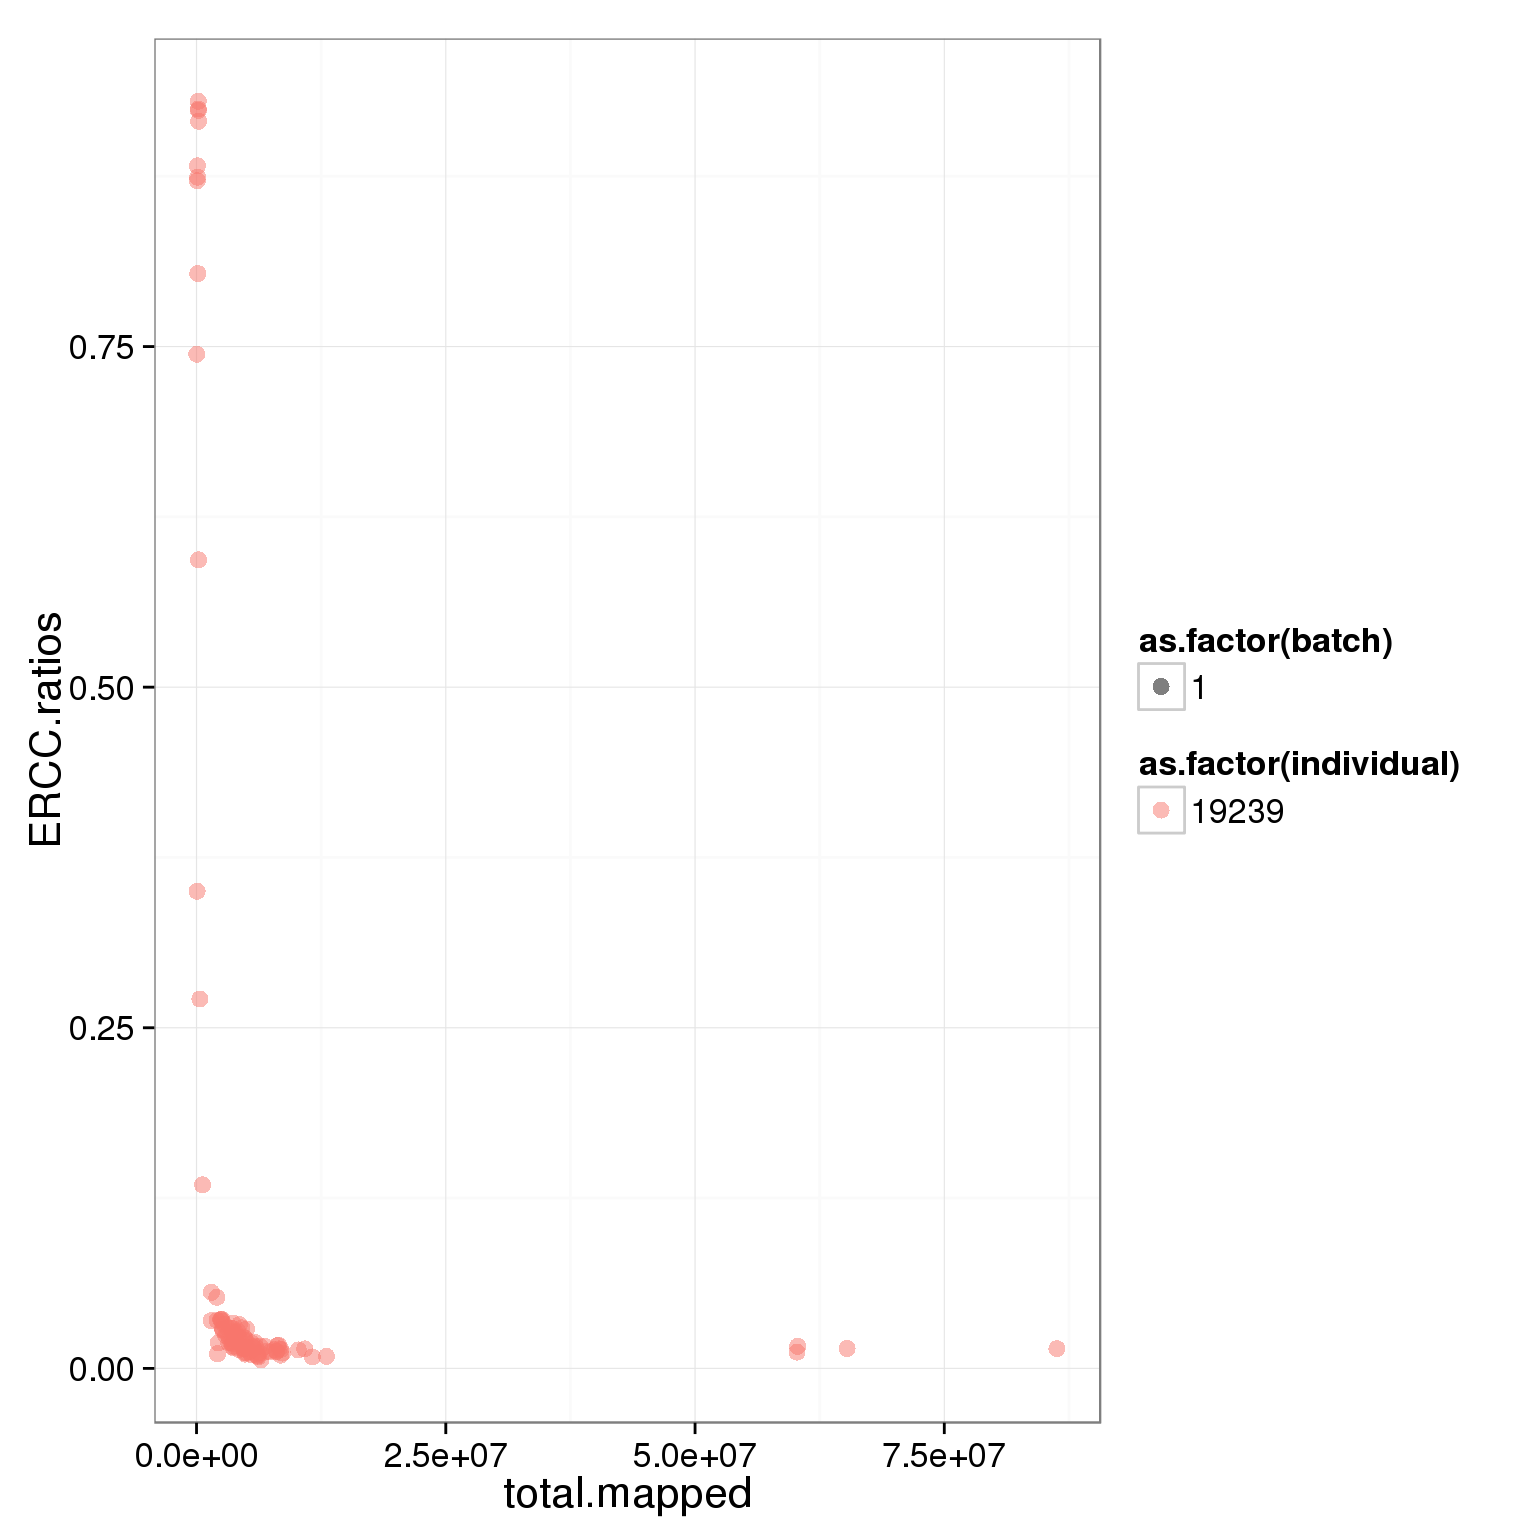 ERCC.ratios
0.75
0.50
0.25
0.00
0.0e+00
2.5e+07
5.0e+07
7.5e+07
total.mapped
as.factor(batch)
1
as.factor(individual)
19239